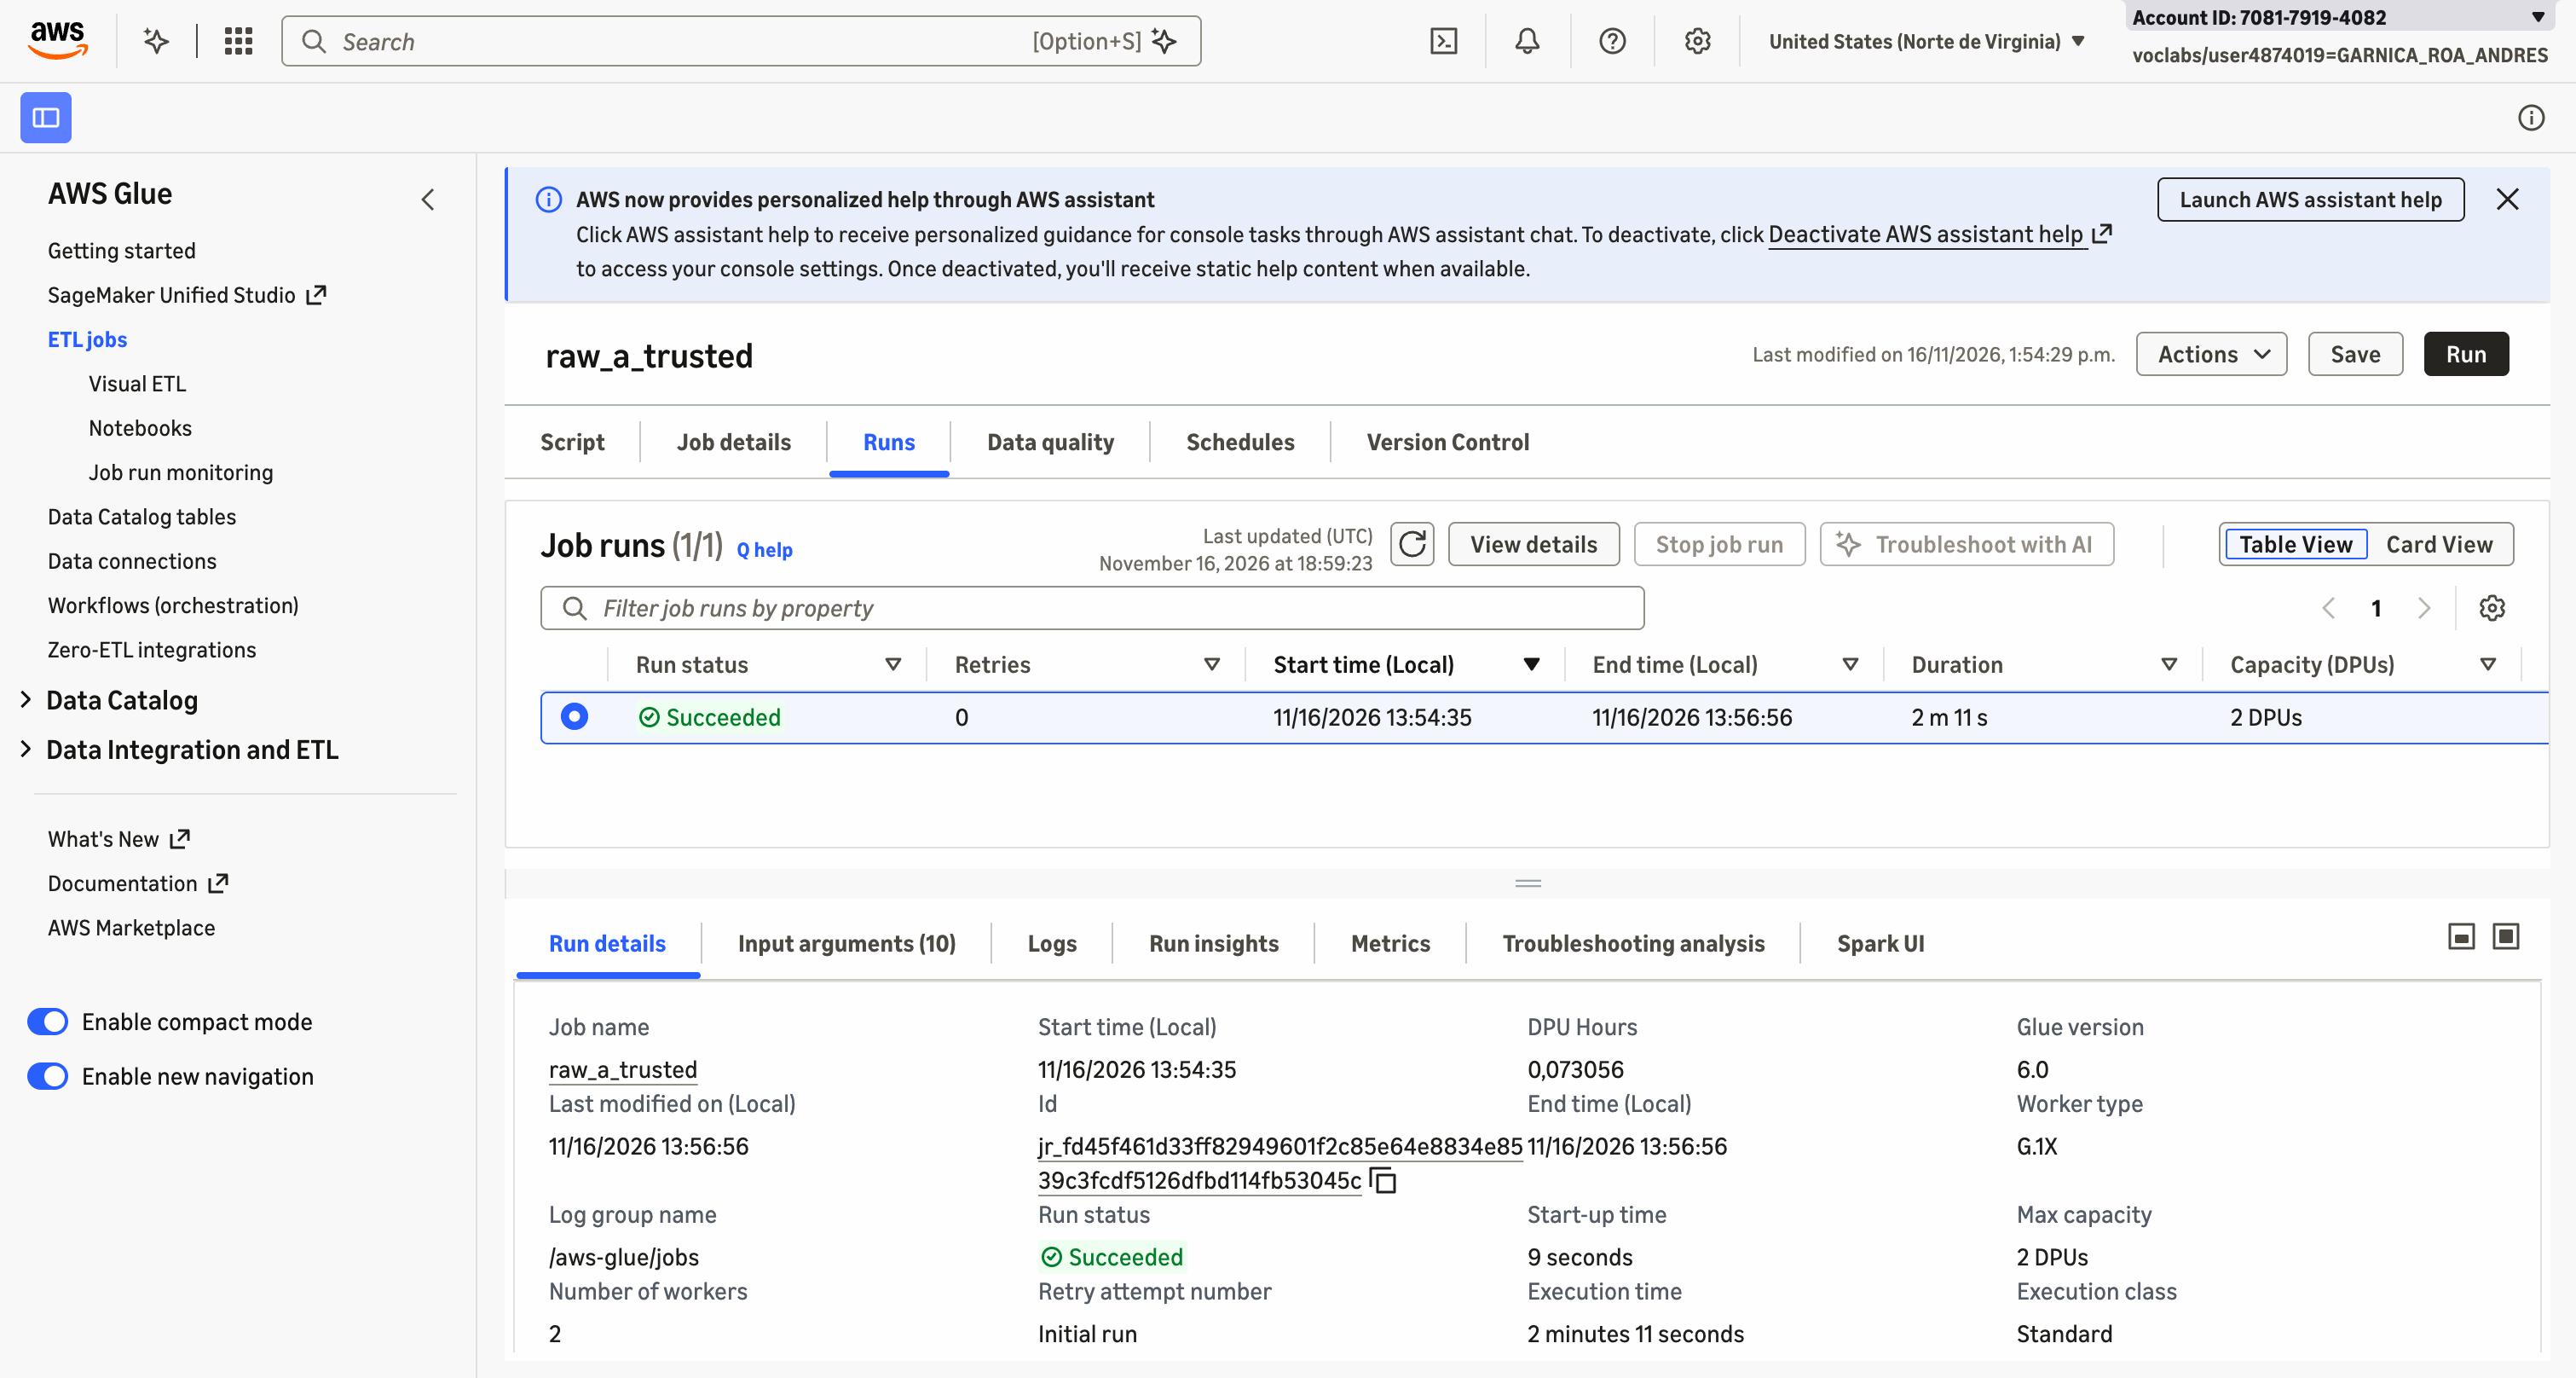 aws
Search [Option+S]
United States (Norte de Virginia)
Account ID: 7081-7919-4082
voclabs/user4874019=GARNICA_ROA_ANDRES
AWS Glue
Getting started
SageMaker Unified Studio
ETL jobs
Visual ETL
Notebooks
Job run monitoring
Data Catalog tables
Data connections
Workflows (orchestration)
Zero-ETL integrations
Data Catalog
Data Integration and ETL
What's New
Documentation
AWS Marketplace
Enable compact mode
Enable new navigation
AWS now provides personalized help through AWS assistant
Click AWS assistant help to receive personalized guidance for console tasks through AWS assistant chat. To deactivate, click Deactivate AWS assistant help
to access your console settings. Once deactivated, you'll receive static help content when available.
Launch AWS assistant help
raw_a_trusted
Last modified on 16/11/2026, 1:54:29 p.m.
Actions
Save
Run
Script
Job details
Runs
Data quality
Schedules
Version Control
Job runs (1/1) Q help
Last updated (UTC)
November 16, 2026 at 18:59:23
View details
Stop job run
Troubleshoot with AI
Table View
Card View
Filter job runs by property
1
Run status Retries Start time (Local) End time (Local) Duration Capacity (DPUs)
Succeeded 0 11/16/2026 13:54:35 11/16/2026 13:56:56 2 m 11 s 2 DPUs
Run details
Input arguments (10)
Logs
Run insights
Metrics
Troubleshooting analysis
Spark UI
Job name Start time (Local) DPU Hours Glue version
raw_a_trusted 11/16/2026 13:54:35 0,073056 6.0
Last modified on (Local) Id End time (Local) Worker type
11/16/2026 13:56:56 jr_fd45f461d33ff82949601f2c85e64e8834e85 11/16/2026 13:56:56 G.1X
39c3fcdf5126dfbd114fb53045c
Log group name Run status Start-up time Max capacity
/aws-glue/jobs Succeeded 9 seconds 2 DPUs
Number of workers Retry attempt number Execution time Execution class
2 Initial run 2 minutes 11 seconds Standard